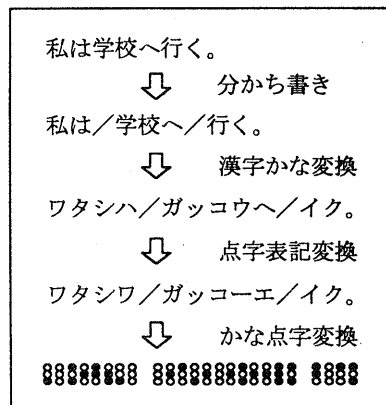 私は学校へ行く。
分かち書き
私は／学校へ／行く。
漢字かな変換
ワタシハ／ガッコウヘ／イク。
点字表記変換
ワタシワ／ガッコーエ／イク。
かな点字変換